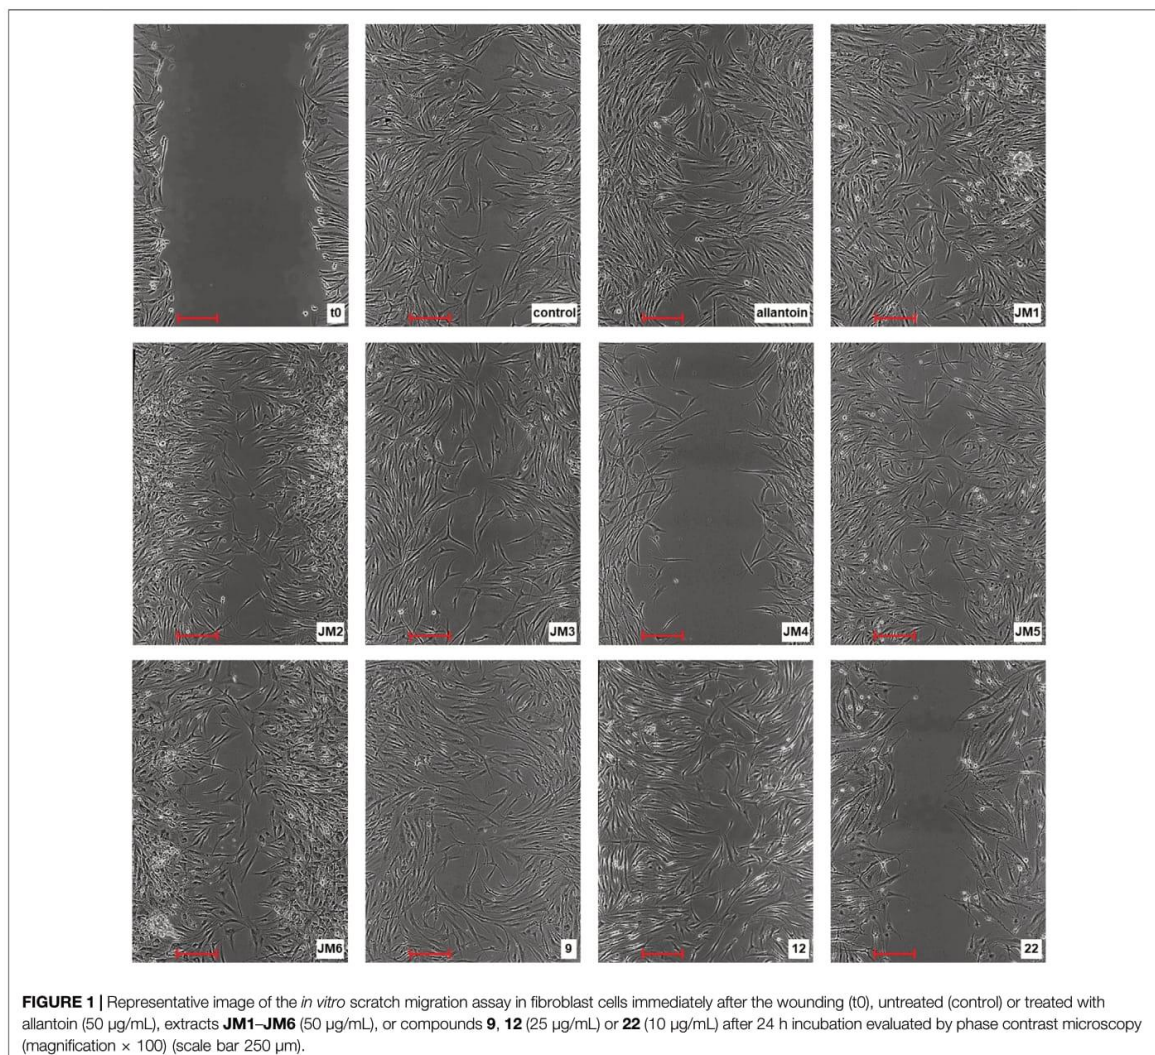 t0
control
allantoin
JM1
JM2
JM3
JM4
JM5
JM6
9
12
22
FIGURE 1 | Representative image of the in vitro scratch migration assay in fibroblast cells immediately after the wounding (t0), untreated (control) or treated with
allantoin (50 µg/mL), extracts JM1–JM6 (50 µg/mL), or compounds 9, 12 (25 µg/mL) or 22 (10 µg/mL) after 24 h incubation evaluated by phase contrast microscopy
(magnification × 100) (scale bar 250 µm).